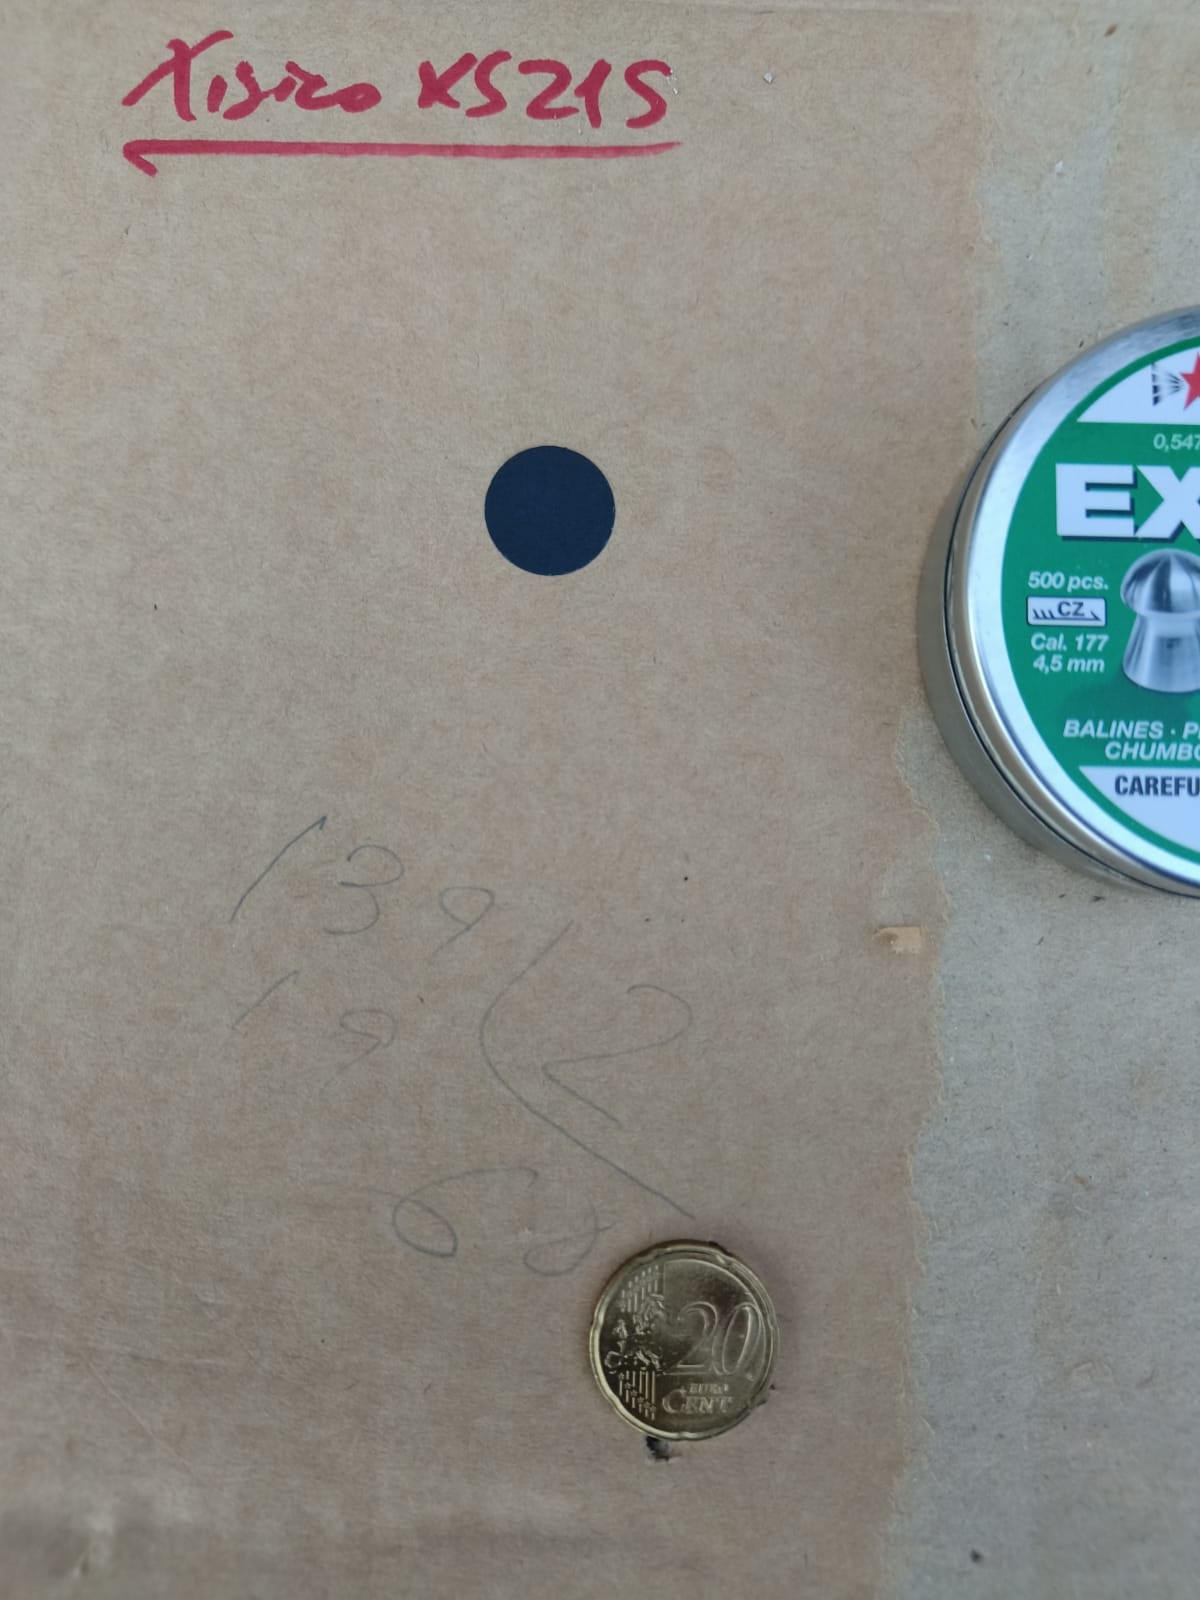 Xisico XS21S
0,547
EX
500 pcs.
CZ
Cal. 177
4,5 mm
BALINES · P
CHUMBO
CAREFU
139
2
19
20
EURO
CENT